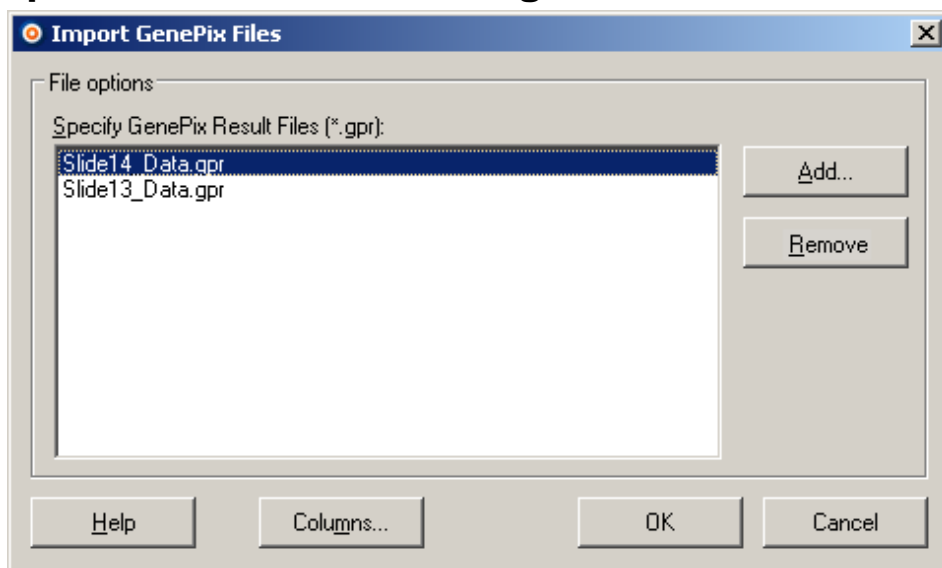 Import GenePix Files
File options
Specify GenePix Result Files (*.gpr):
Slide14_Data.gpr
Slide13_Data.gpr
Add...
Remove
Help
Columns...
OK
Cancel